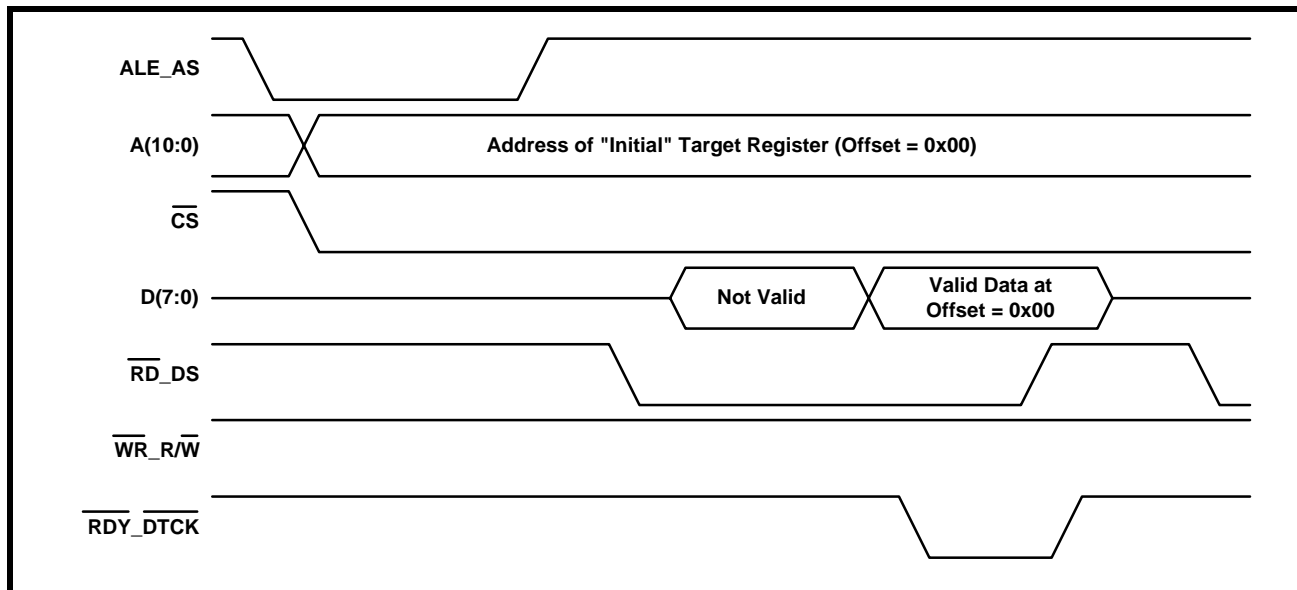 ALE_AS
A(10:0)
Address of "Initial" Target Register (Offset = 0x00)
CS
D(7:0)
Not Valid
Valid Data at
Offset = 0x00
RD_DS
WR_R/W
RDY_DTCK